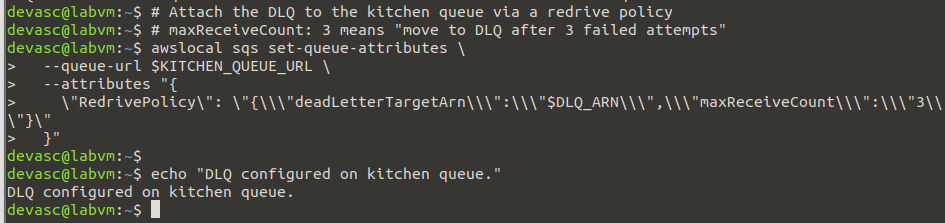 devasc@labvm:~$ # Attach the DLQ to the kitchen queue via a redrive policy
devasc@labvm:~$ # maxReceiveCount: 3 means "move to DLQ after 3 failed attempts"
devasc@labvm:~$ awslocal sqs set-queue-attributes \
>   --queue-url $KITCHEN_QUEUE_URL \
>   --attributes "{
>     \"RedrivePolicy\": \"{\\\"deadLetterTargetArn\\\":\\\"$DLQ_ARN\\\",\\\"maxReceiveCount\\\":\\\"3\\
\"}\"
>   }"
devasc@labvm:~$
devasc@labvm:~$ echo "DLQ configured on kitchen queue."
DLQ configured on kitchen queue.
devasc@labvm:~$